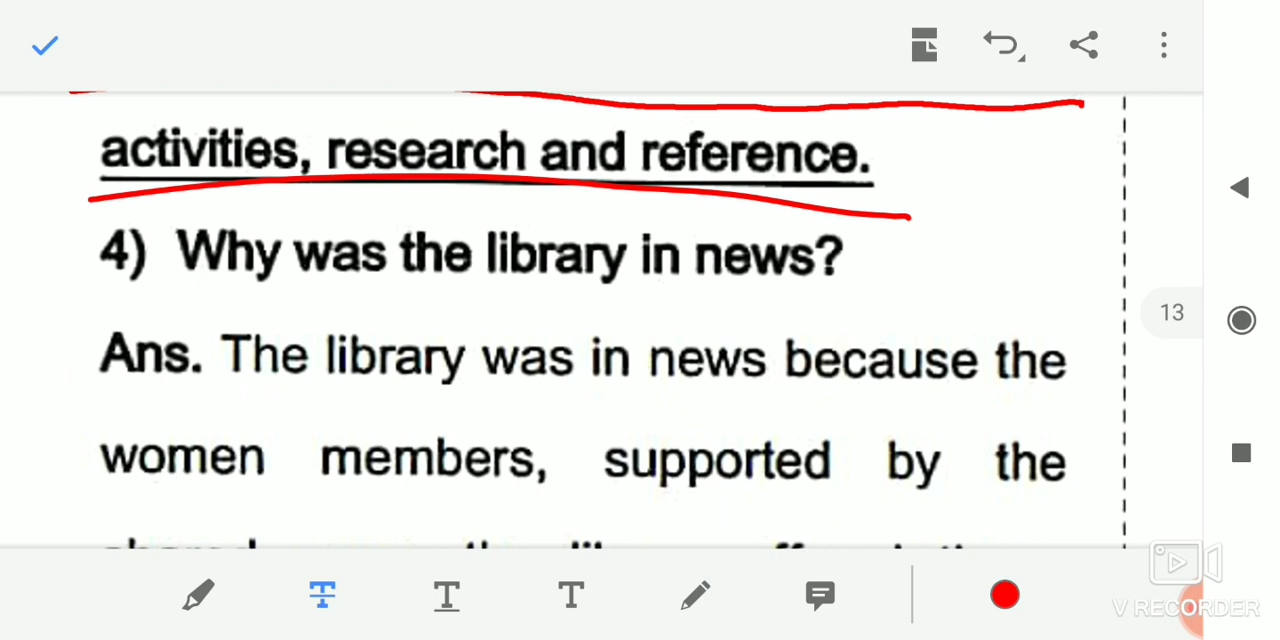 activities, research and reference.
4) Why was the library in news?
13
Ans. The library was in news because the
women members, supported by the
V RECORDER